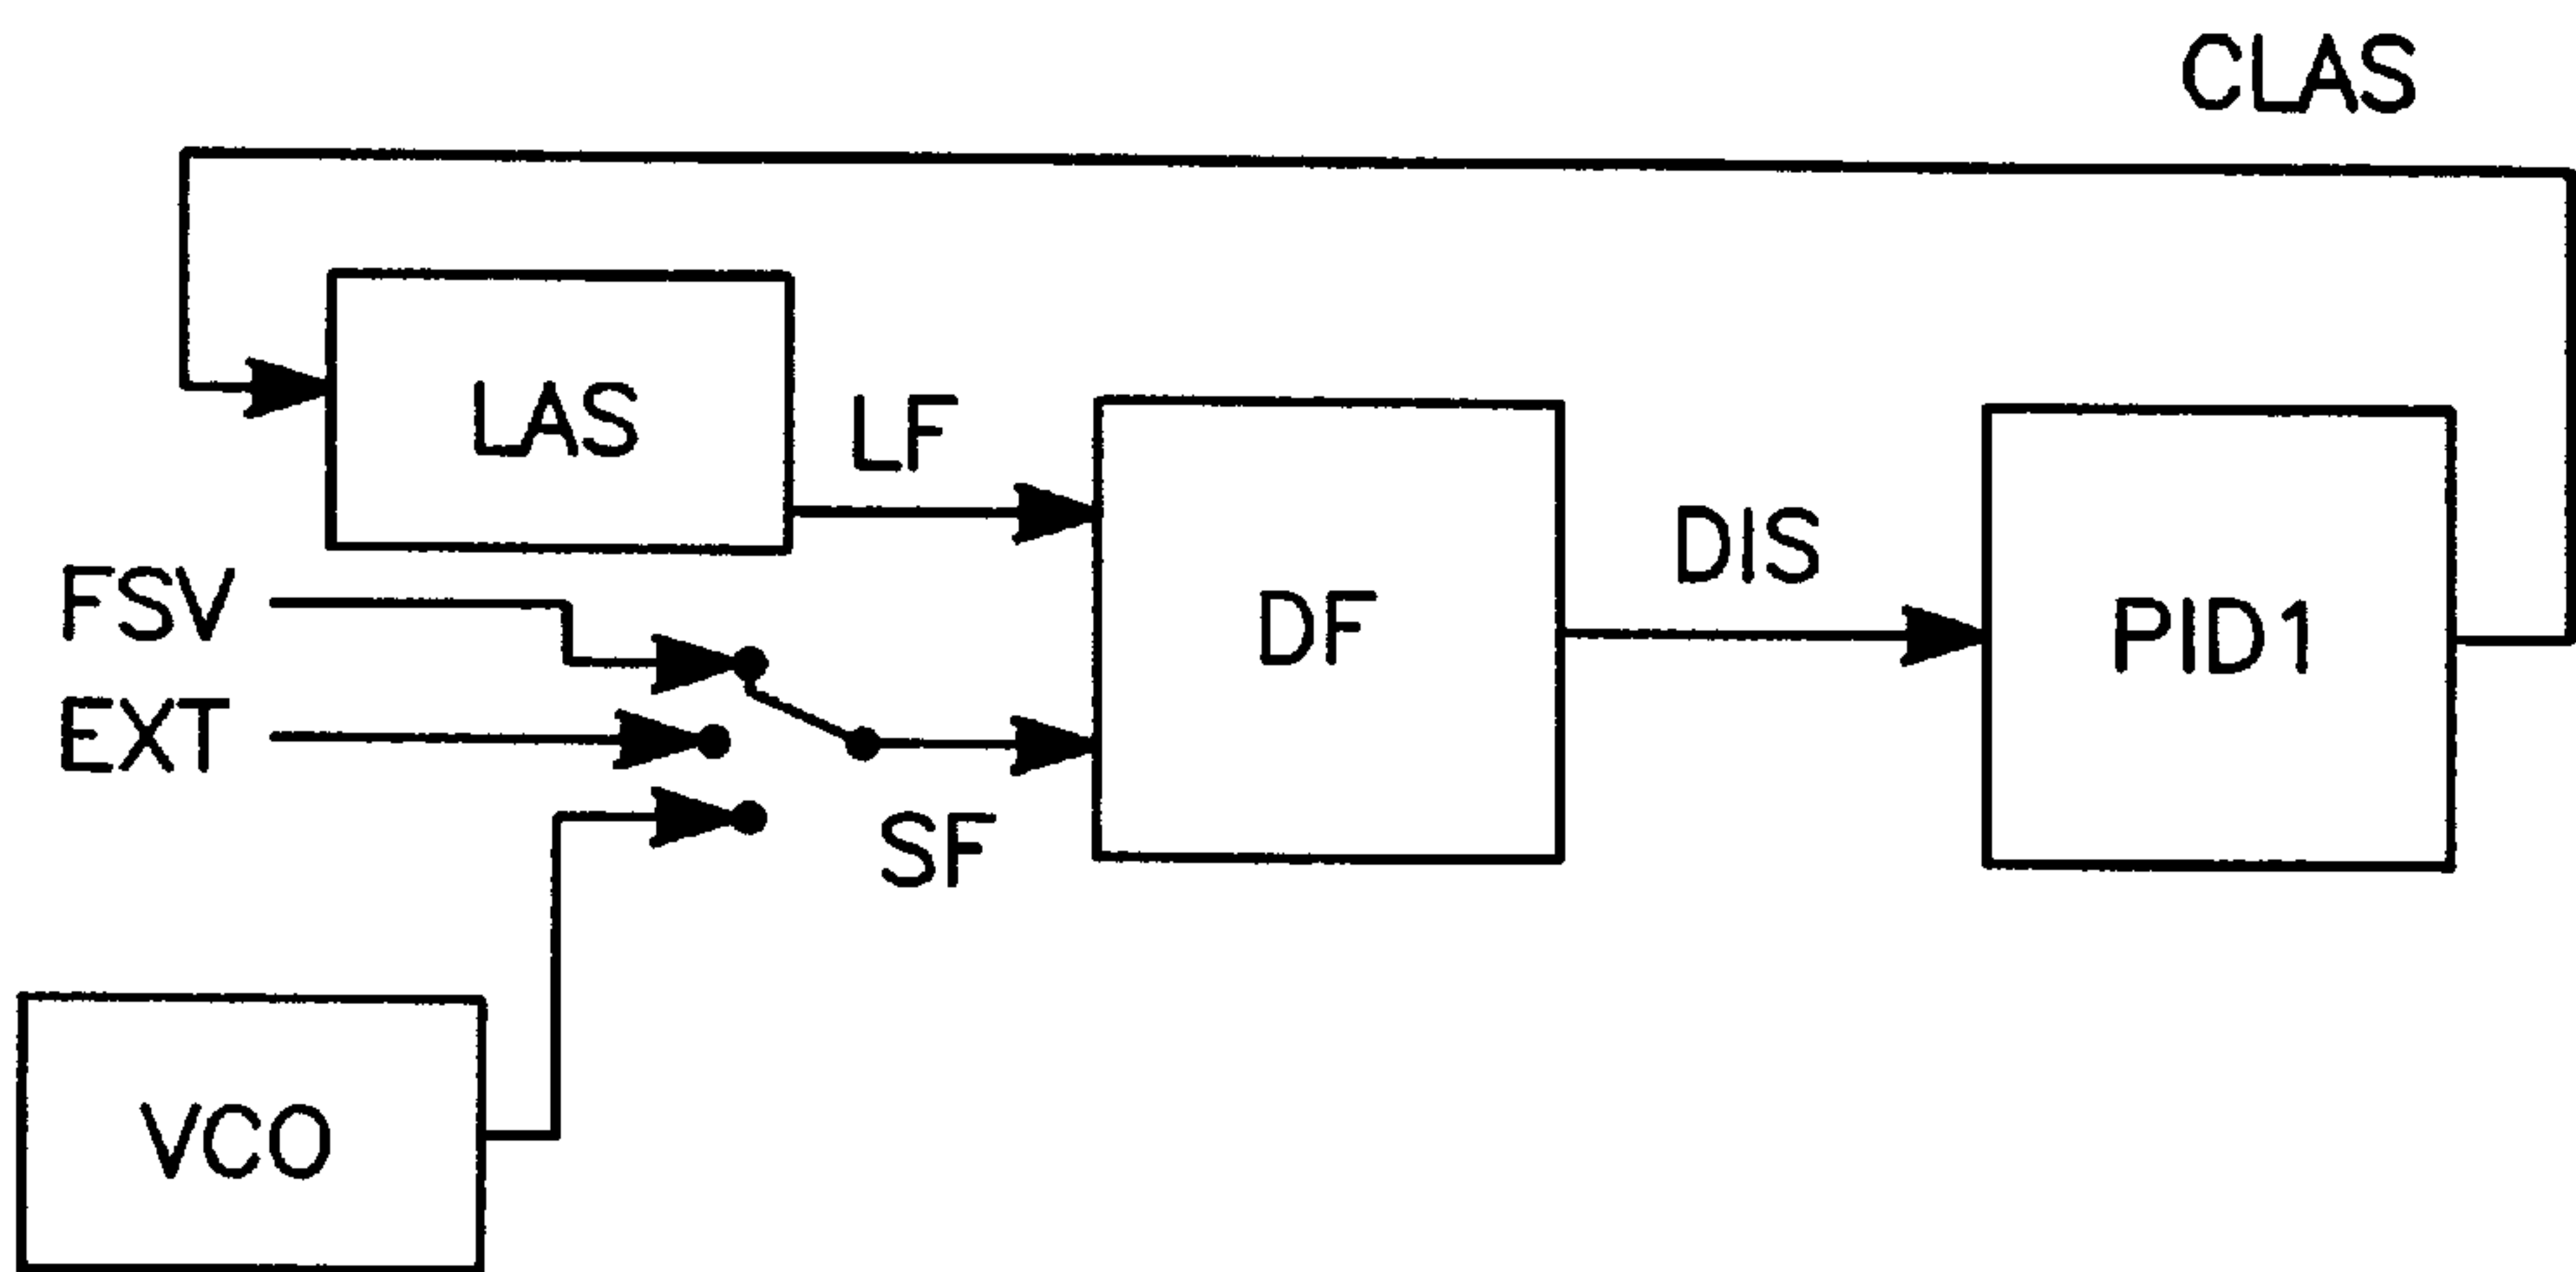 CLAS
LAS
LF
FSV
EXT
SF
DF
DIS
PID1
VCO